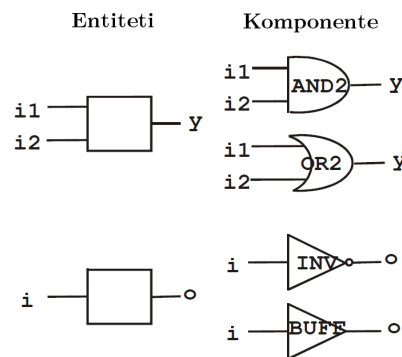 Entiteti
Komponente
i1
i2
y
i1
i2
AND2
y
i1
i2
OR2
y
i
o
i
INV
o
i
BUFF
o